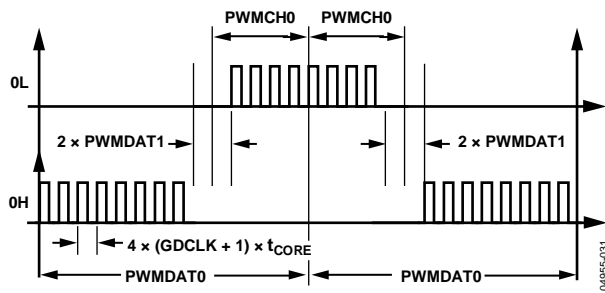 PWMCH0 PWMCH0
0L
2 × PWMDAT1 2 × PWMDAT1
0H
4 × (GDCLK + 1) × tCORE
PWMDAT0 PWMDAT0
04955-031